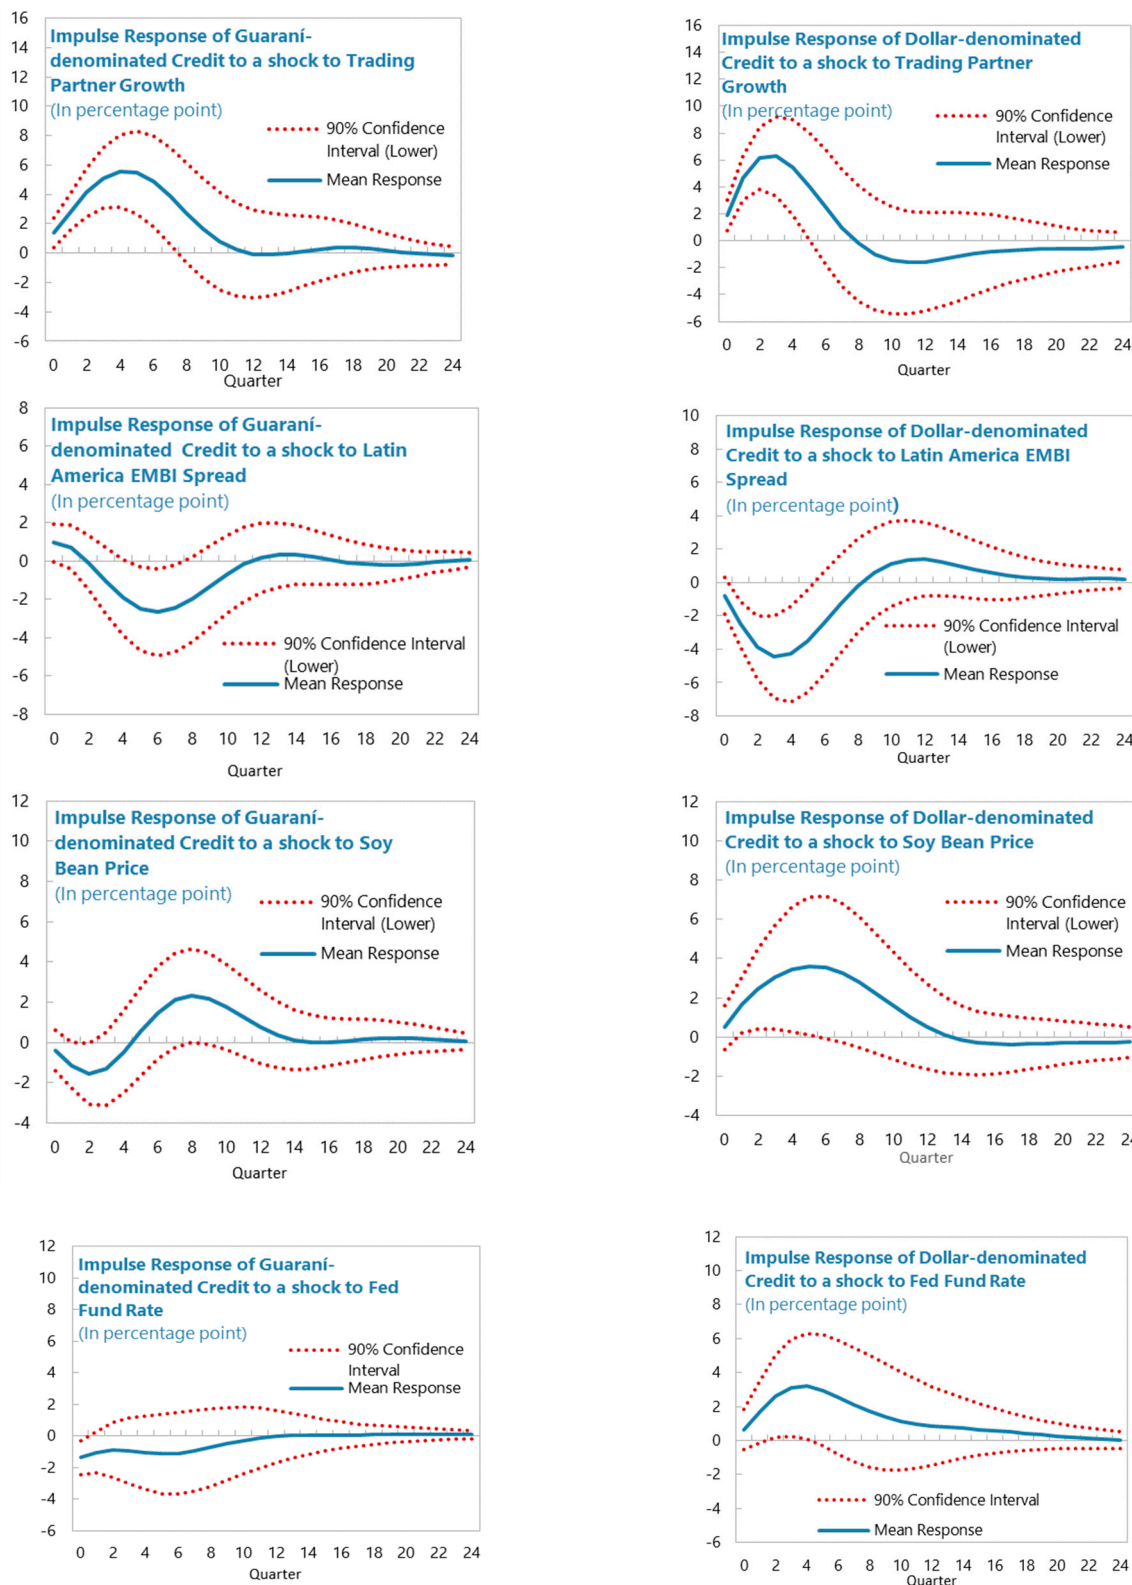 Impulse Response of Guaraní-
denominated Credit to a shock to Trading
Partner Growth
(In percentage point)
90% Confidence
Interval (Lower)
Mean Response
16
14
12
10
8
6
4
2
0
-2
-4
-6
0 2 4 6 8 10 12 14 16 18 20 22 24
Quarter
Impulse Response of Dollar-denominated
Credit to a shock to Trading Partner
Growth
(In percentage point)
90% Confidence
Interval (Lower)
Mean Response
16
14
12
10
8
6
4
2
0
-2
-4
-6
0 2 4 6 8 10 12 14 16 18 20 22 24
Quarter
Impulse Response of Guaraní-
denominated Credit to a shock to Latin
America EMBI Spread
(In percentage point)
90% Confidence Interval
(Lower)
Mean Response
8
6
4
2
0
-2
-4
-6
-8
0 2 4 6 8 10 12 14 16 18 20 22 24
Quarter
Impulse Response of Dollar-denominated
Credit to a shock to Latin America EMBI
Spread
(In percentage point)
90% Confidence Interval
(Lower)
Mean Response
10
8
6
4
2
0
-2
-4
-6
-8
0 2 4 6 8 10 12 14 16 18 20 22 24
Quarter
Impulse Response of Guaraní-
denominated Credit to a shock to Soy
Bean Price
(In percentage point)
90% Confidence
Interval (Lower)
Mean Response
12
10
8
6
4
2
0
-2
-4
0 2 4 6 8 10 12 14 16 18 20 22 24
Quarter
Impulse Response of Dollar-denominated
Credit to a shock to Soy Bean Price
(In percentage point)
90% Confidence
Interval (Lower)
Mean Response
12
10
8
6
4
2
0
-2
-4
0 2 4 6 8 10 12 14 16 18 20 22 24
Quarter
Impulse Response of Guaraní-
denominated Credit to a shock to Fed
Fund Rate
(In percentage point)
90% Confidence
Interval
Mean Response
12
10
8
6
4
2
0
-2
-4
-6
0 2 4 6 8 10 12 14 16 18 20 22 24
Quarter
Impulse Response of Dollar-denominated
Credit to a shock to Fed Fund Rate
(In percentage point)
90% Confidence Interval
Mean Response
12
10
8
6
4
2
0
-2
-4
-6
0 2 4 6 8 10 12 14 16 18 20 22 24
Quarter